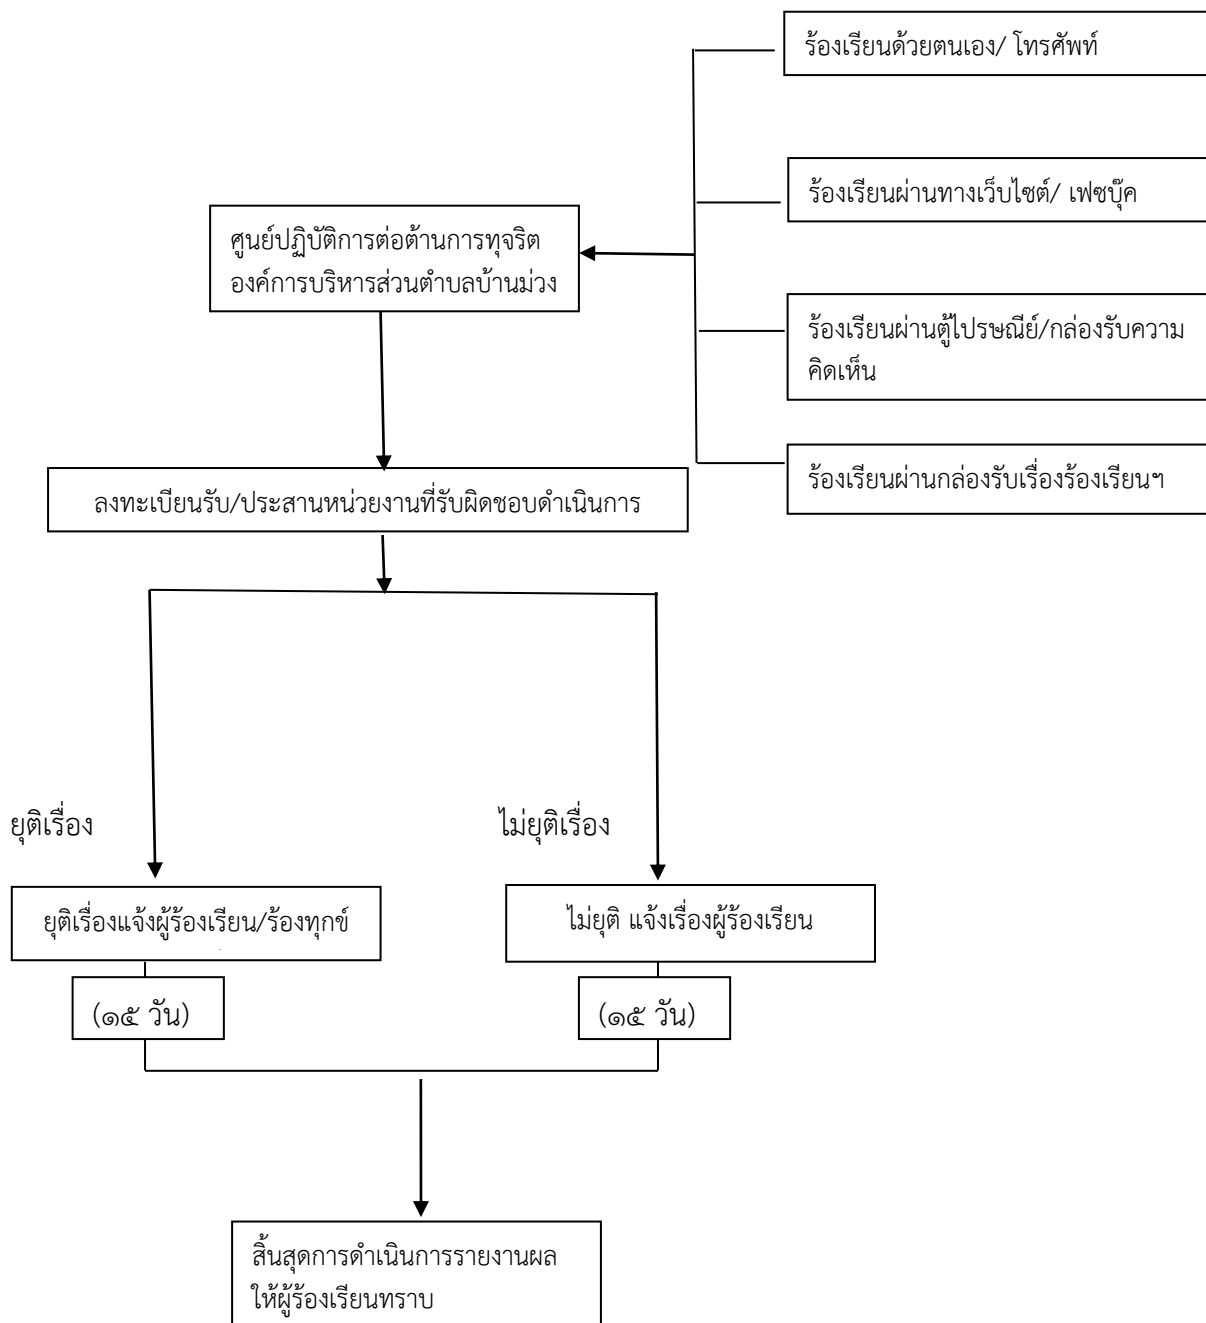 ร้องเรียนด้วยตนเอง/ โทรศัพท์
ร้องเรียนผ่านทางเว็บไซต์/ เฟซบุ๊ค
ศูนย์ปฏิบัติการต่อต้านการทุจริต
องค์การบริหารส่วนตำบลบ้านม่วง
ร้องเรียนผ่านตู้ไปรษณีย์/กล่องรับความ
คิดเห็น
ร้องเรียนผ่านกล่องรับเรื่องร้องเรียนฯ
ลงทะเบียนรับ/ประสานหน่วยงานที่รับผิดชอบดำเนินการ
ยุติเรื่อง
ไม่ยุติเรื่อง
ยุติเรื่องแจ้งผู้ร้องเรียน/ร้องทุกข์
ไม่ยุติ แจ้งเรื่องผู้ร้องเรียน
(๑๕ วัน)
(๑๕ วัน)
สิ้นสุดการดำเนินการรายงานผล
ให้ผู้ร้องเรียนทราบ